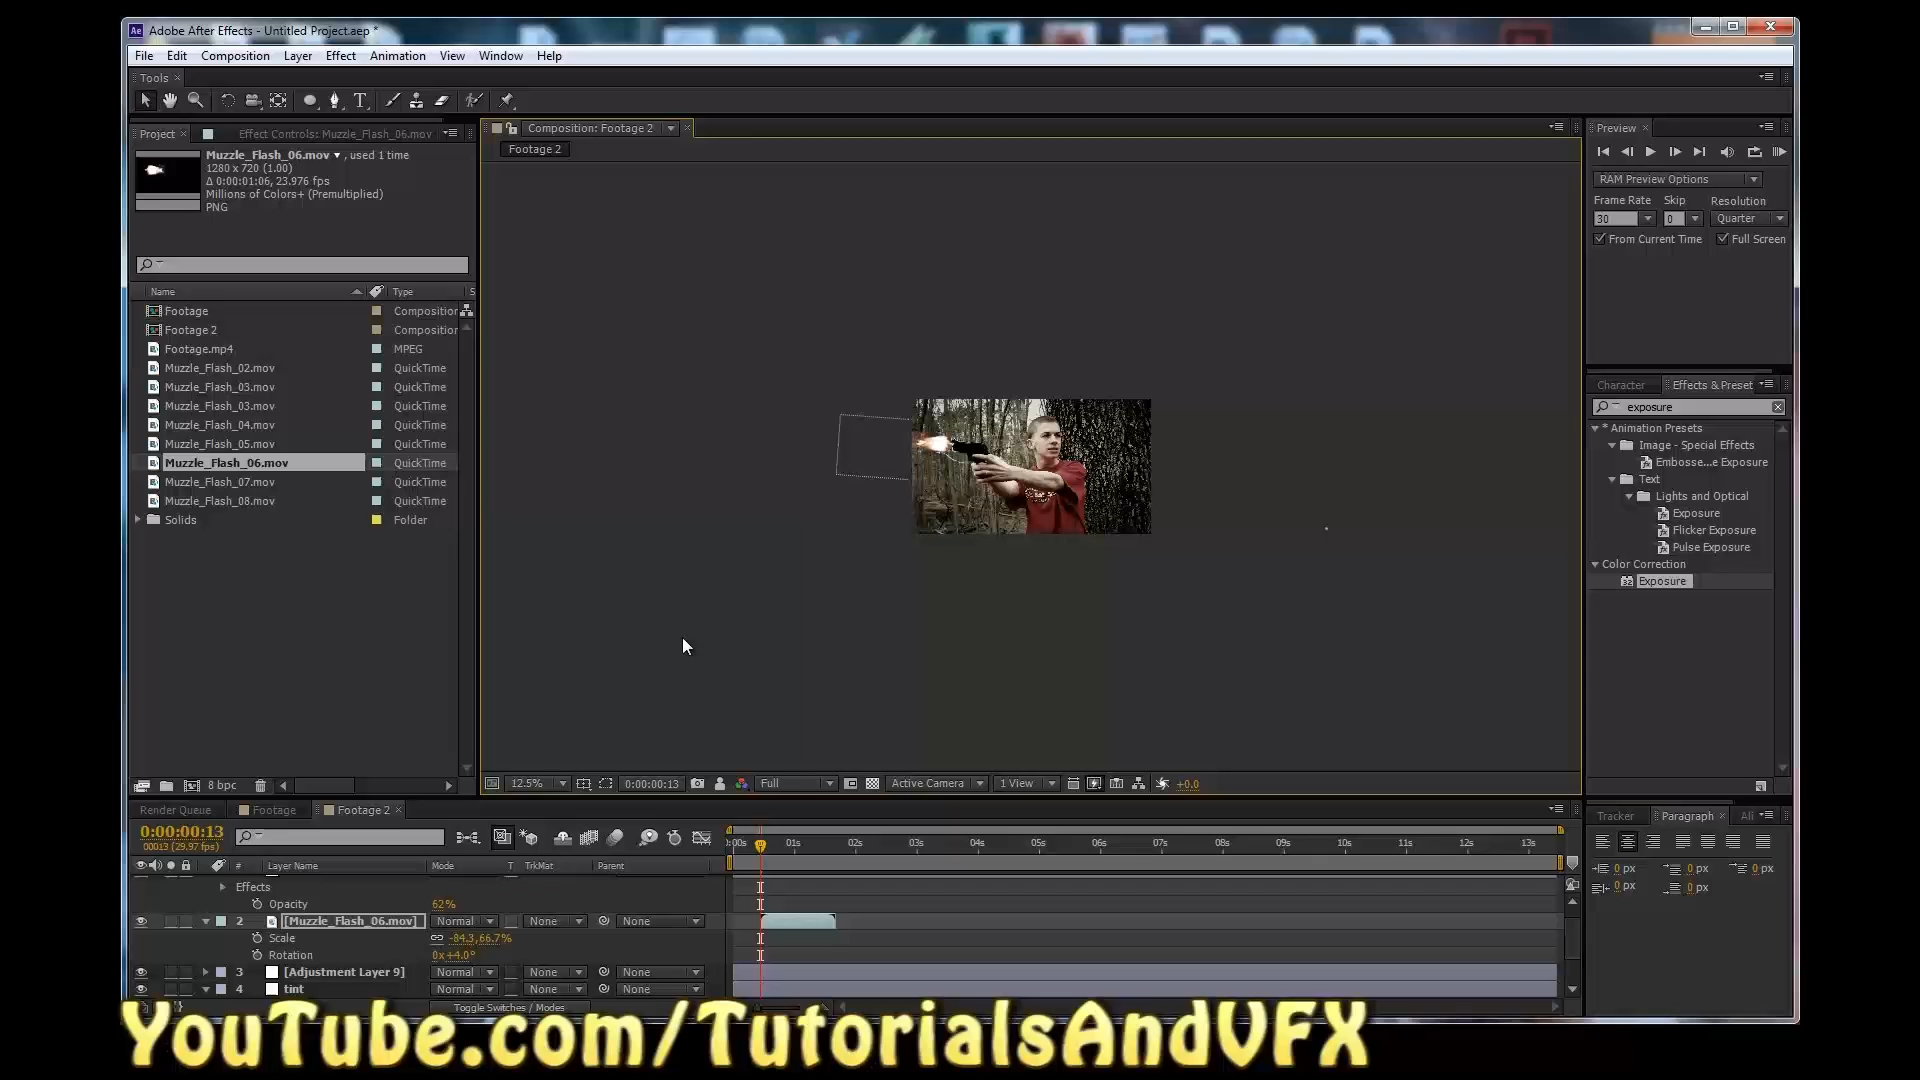 Adobe After Effects - Untitled Project.aep *
File Edit Composition Layer Effect Animation View Window Help
Tools
Project Effect Controls: Muzzle_Flash_06.mov
Composition: Footage 2
Preview
Footage 2
Muzzle_Flash_06.mov , used 1 time
1280 x 720 (1.00)
Δ 0:00:01:06, 23.976 fps
Millions of Colors+ (Premultiplied)
PNG
RAM Preview Options
Frame Rate Skip Resolution
30 0 Quarter
From Current Time Full Screen
Name Type S
Footage Composition
Footage 2 Composition
Footage.mp4 MPEG
Muzzle_Flash_02.mov QuickTime
Muzzle_Flash_03.mov QuickTime
Muzzle_Flash_03.mov QuickTime
Muzzle_Flash_04.mov QuickTime
Muzzle_Flash_05.mov QuickTime
Muzzle_Flash_06.mov QuickTime
Muzzle_Flash_07.mov QuickTime
Muzzle_Flash_08.mov QuickTime
Solids Folder
Character Effects & Preset
exposure
* Animation Presets
Image - Special Effects
Embosse...e Exposure
Text
Lights and Optical
Exposure
Flicker Exposure
Pulse Exposure
Color Correction
Exposure
8 bpc
12.5% 0:00:00:13 Full Active Camera 1 View +0.0
Render Queue Footage Footage 2
Tracker Paragraph Ali
0:00:00:13
00013 (29.97 fps)
:00s 01s 02s 03s 04s 05s 06s 07s 08s 09s 10s 11s 12s 13s
# Layer Name Mode T TrkMat Parent
Effects
Opacity 62%
2 [Muzzle_Flash_06.mov] Normal None None
Scale -84.3,66.7%
Rotation 0x+4.0°
3 [Adjustment Layer 9] Normal None None
4 tint Normal None None
Toggle Switches / Modes
0 px 0 px 0 px
0 px 0 px
YouTube.com/TutorialsAndVFX